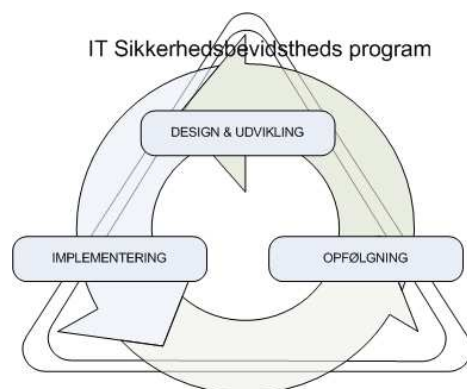 IT Sikkerhedsbevidstheds program
DESIGN & UDVIKLING
IMPLEMENTERING
OPFØLGNING